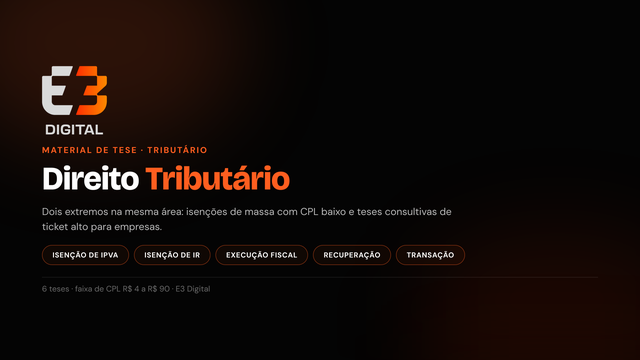 E3
DIGITAL
MATERIAL DE TESE · TRIBUTÁRIO
Direito Tributário
Dois extremos na mesma área: isenções de massa com CPL baixo e teses consultivas de
ticket alto para empresas.
ISENÇÃO DE IPVA
ISENÇÃO DE IR
EXECUÇÃO FISCAL
RECUPERAÇÃO
TRANSAÇÃO
6 teses · faixa de CPL R$ 4 a R$ 90 · E3 Digital